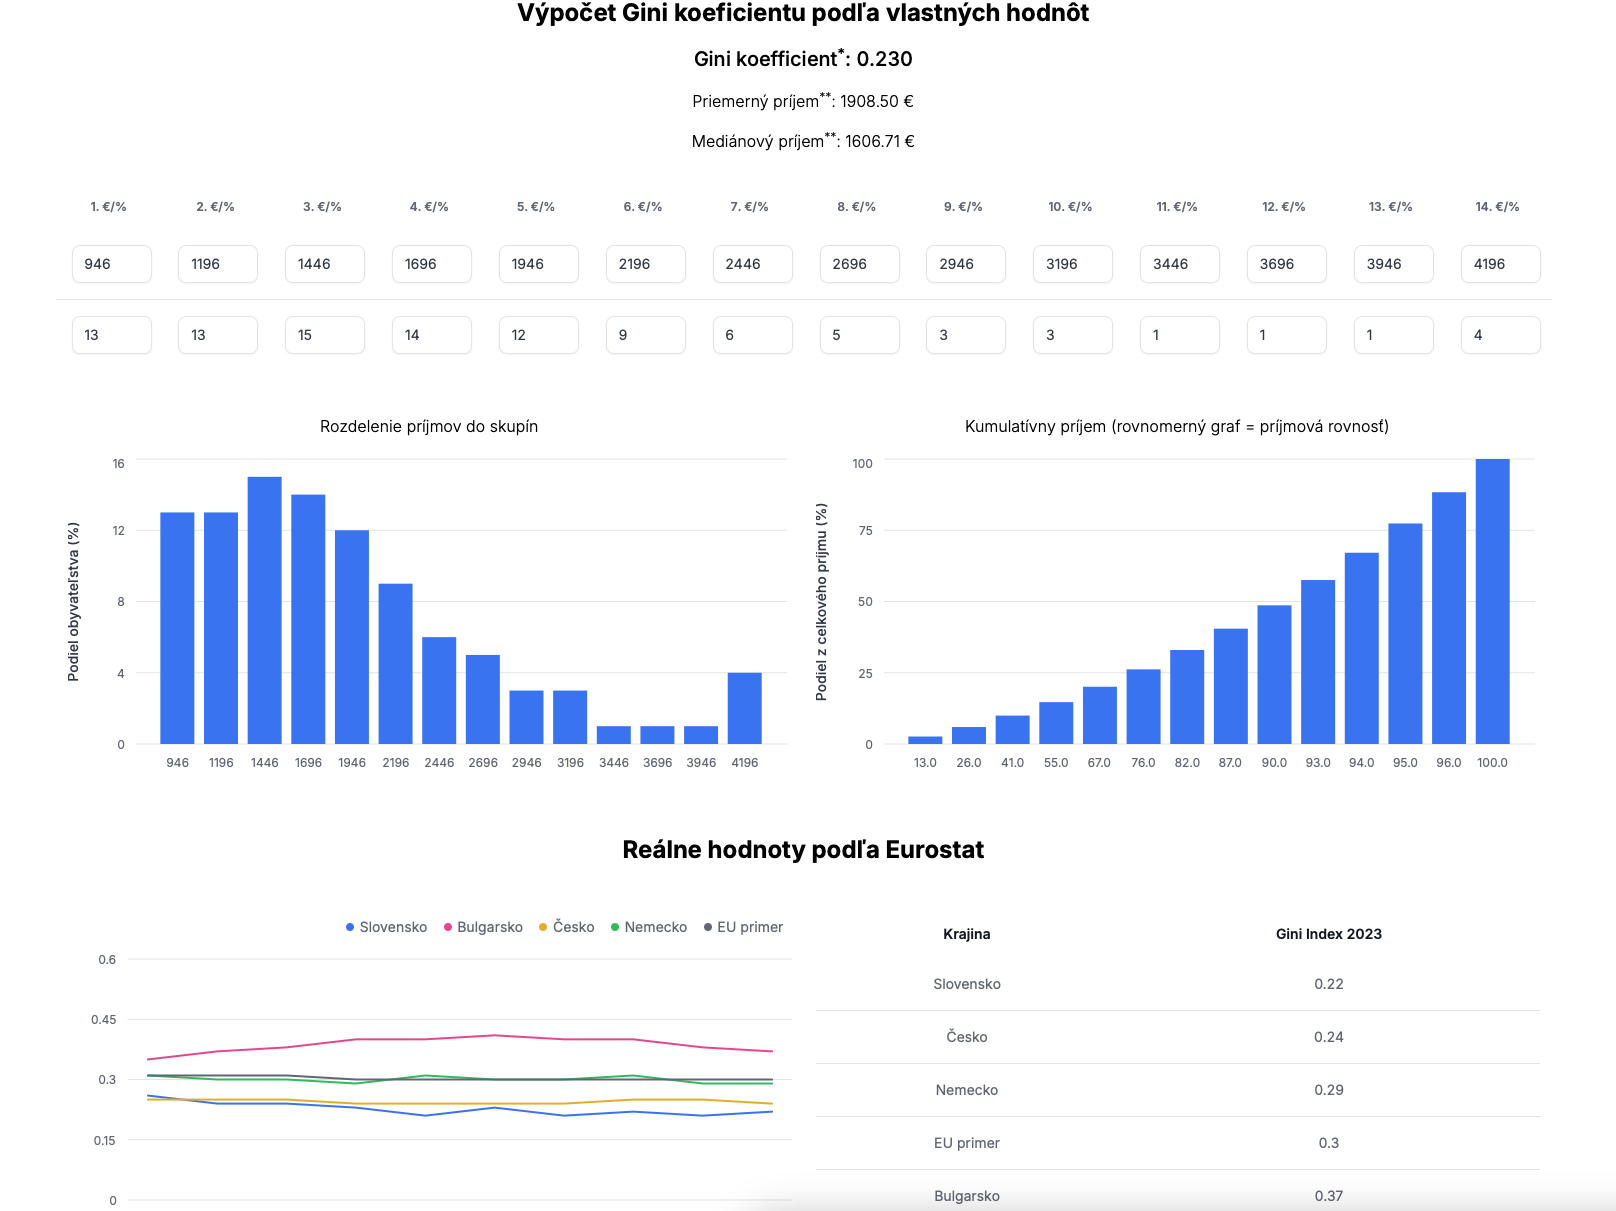 Výpočet Gini koeficientu podľa vlastných hodnôt
Gini koefficient*: 0.230
Priemerný príjem**: 1908.50 €
Mediánový príjem**: 1606.71 €
1. €/% 2. €/% 3. €/% 4. €/% 5. €/% 6. €/% 7. €/% 8. €/% 9. €/% 10. €/% 11. €/% 12. €/% 13. €/% 14. €/%
946 1196 1446 1696 1946 2196 2446 2696 2946 3196 3446 3696 3946 4196
13 13 15 14 12 9 6 5 3 3 1 1 1 4
Rozdelenie príjmov do skupín
Podiel obyvateľstva (%)
16
12
8
4
0
946 1196 1446 1696 1946 2196 2446 2696 2946 3196 3446 3696 3946 4196
Kumulatívny príjem (rovnomerný graf = príjmová rovnosť)
Podiel z celkového príjmu (%)
100
75
50
25
0
13.0 26.0 41.0 55.0 67.0 76.0 82.0 87.0 90.0 93.0 94.0 95.0 96.0 100.0
Reálne hodnoty podľa Eurostat
Slovensko Bulgarsko Česko Nemecko EU primer
0.6
0.45
0.3
0.15
0
Krajina Gini Index 2023
Slovensko 0.22
Česko 0.24
Nemecko 0.29
EU primer 0.3
Bulgarsko 0.37